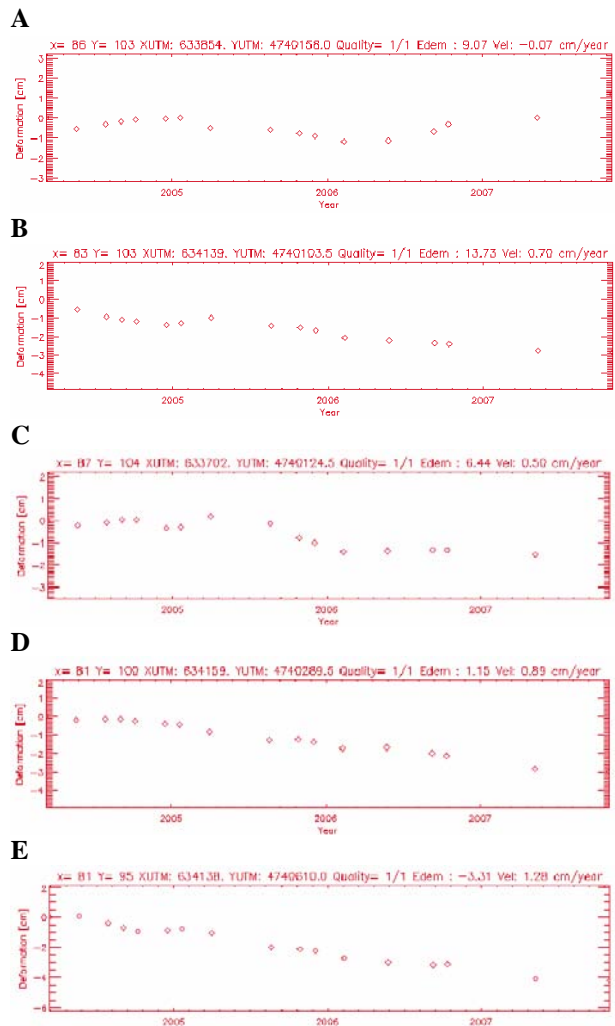 A
x= 86 Y= 103 XUTM: 633854. YUTM: 4740158.0 Quality= 1/1 Edem : 9.07 Vel: -0.07 cm/year
Deformation [cm]
3
2
1
0
-1
-2
-3
2005 2006 2007
Year
B
x= 83 Y= 103 XUTM: 634139. YUTM: 4740103.5 Quality= 1/1 Edem : 13.73 Vel: 0.70 cm/year
Deformation [cm]
2
1
0
-1
-2
-3
-4
2005 2006 2007
Year
C
x= 87 Y= 104 XUTM: 633702. YUTM: 4740124.5 Quality= 1/1 Edem : 6.44 Vel: 0.50 cm/year
Deformation [cm]
2
1
0
-1
-2
-3
2005 2006 2007
Year
D
x= 81 Y= 100 XUTM: 634159. YUTM: 4740289.5 Quality= 1/1 Edem : 1.15 Vel: 0.89 cm/year
Deformation [cm]
2
1
0
-1
-2
-3
-4
2005 2006 2007
Year
E
x= 81 Y= 95 XUTM: 634138. YUTM: 4740610.0 Quality= 1/1 Edem : -3.31 Vel: 1.28 cm/year
Deformation [cm]
2
0
-2
-4
-6
2005 2006 2007